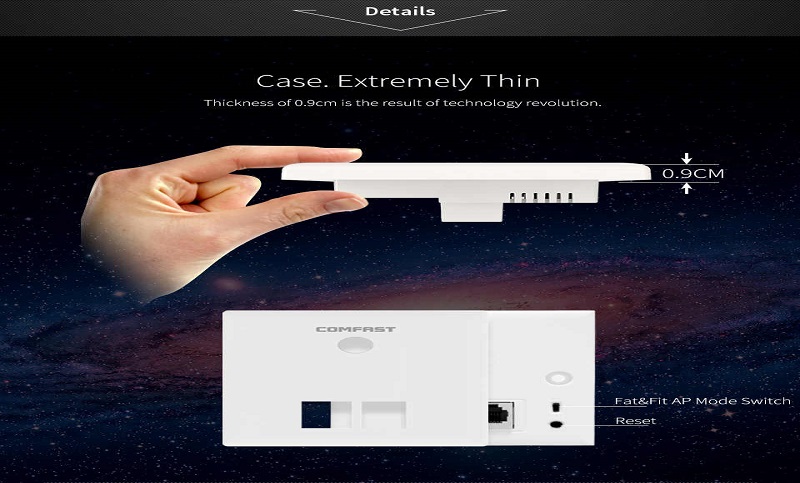 Details
Case. Extremely Thin
Thickness of 0.9cm is the result of technology revolution.
0.9CM
COMFAST
Fat&Fit AP Mode Switch
Reset